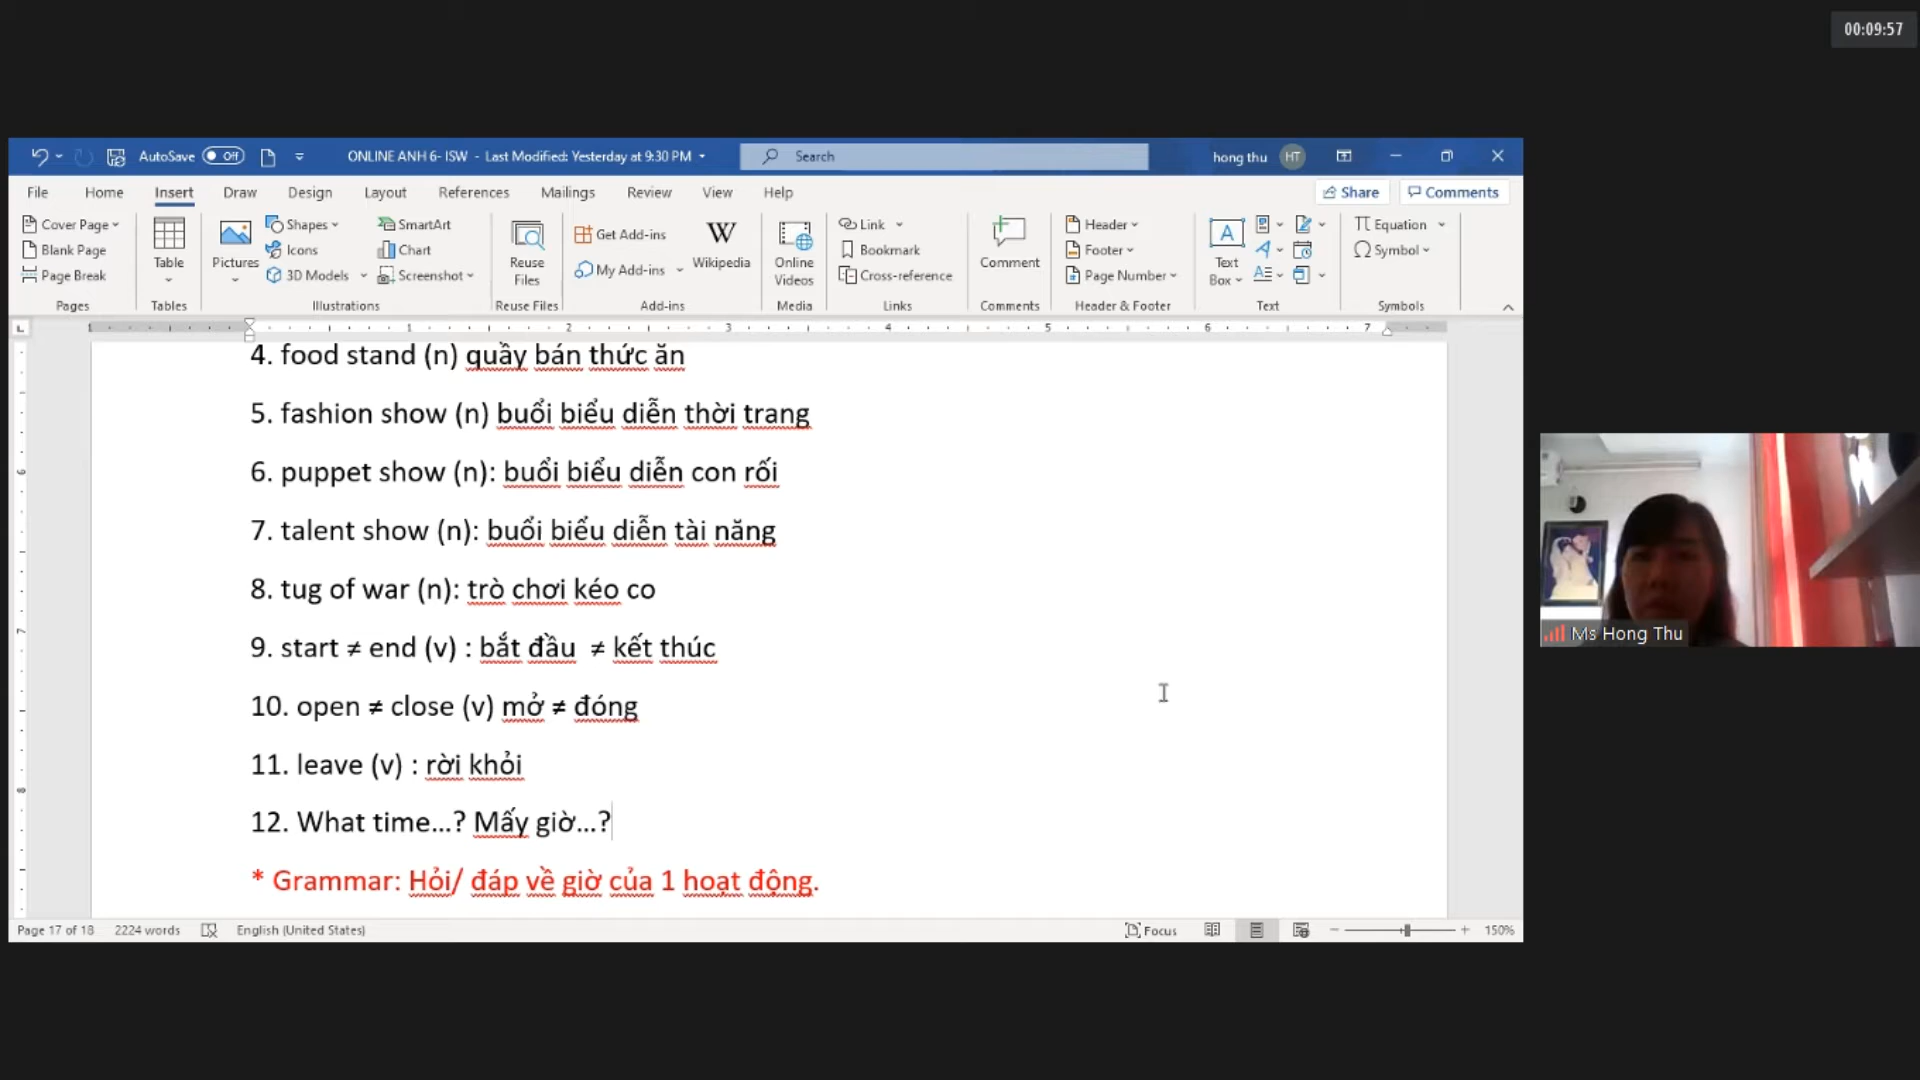 00:09:57
AutoSave Off ONLINE ANH 6- ISW - Last Modified: Yesterday at 9:30 PM Search hong thu HT
File Home Insert Draw Design Layout References Mailings Review View Help Share Comments
Cover Page Blank Page Page Break
Pages
Table
Tables
Pictures Shapes Icons 3D Models SmartArt Chart Screenshot
Illustrations
Reuse Files
Reuse Files
Get Add-ins My Add-ins W Wikipedia
Add-ins
Online Videos
Media
Link Bookmark Cross-reference
Links
Comment
Comments
Header Footer Page Number
Header & Footer
A Text Box
Text
Equation Symbol
Symbols
1 1 2 3 4 5 6 7
4. food stand (n) quầy bán thức ăn
5. fashion show (n) buổi biểu diễn thời trang
6. puppet show (n): buổi biểu diễn con rối
7. talent show (n): buổi biểu diễn tài năng
8. tug of war (n): trò chơi kéo co
9. start ≠ end (v) : bắt đầu ≠ kết thúc
10. open ≠ close (v) mở ≠ đóng
11. leave (v) : rời khỏi
12. What time...? Mấy giờ...?
* Grammar: Hỏi/ đáp về giờ của 1 hoạt động.
Ms Hong Thu
Page 17 of 18 2224 words English (United States) Focus 150%